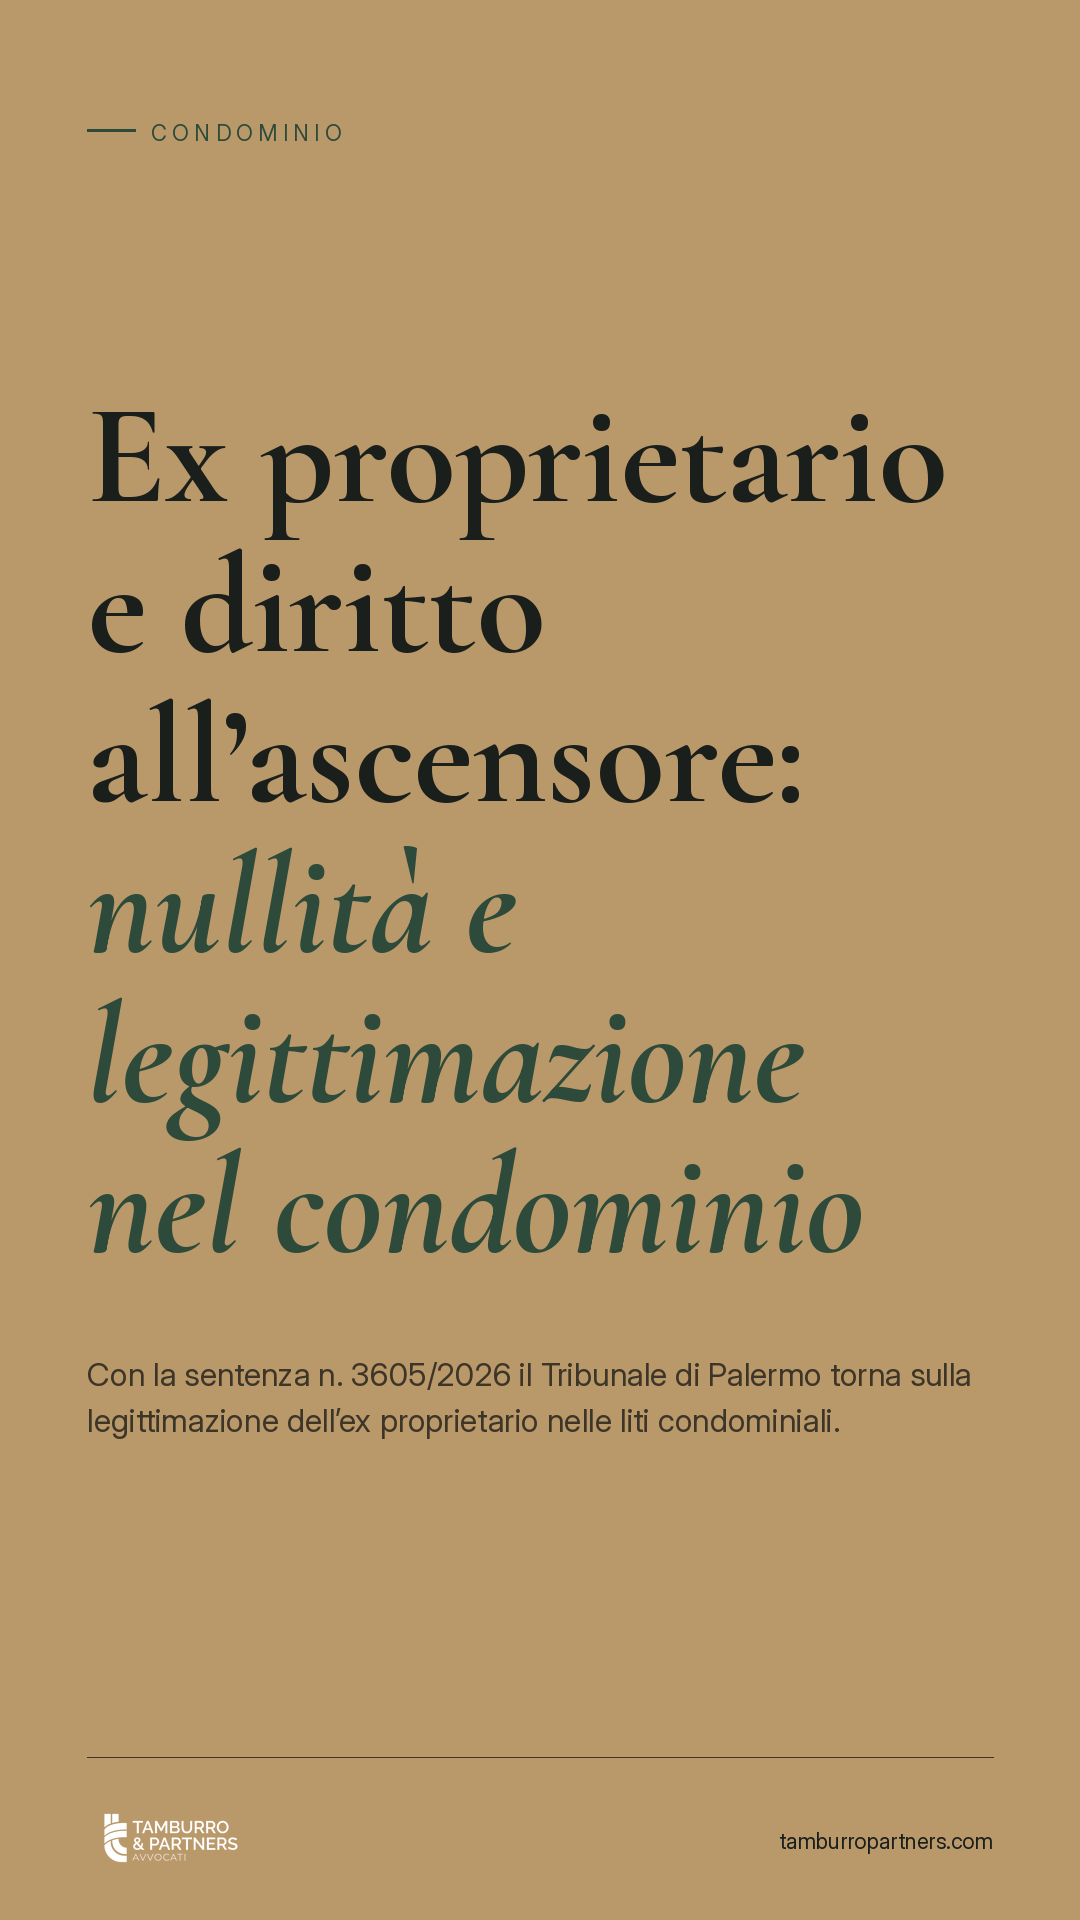 CONDOMINIO
Ex proprietario
e diritto
all’ascensore:
nullità e
legittimazione
nel condominio
Con la sentenza n. 3605/2026 il Tribunale di Palermo torna sulla
legittimazione dell’ex proprietario nelle liti condominiali.
TAMBURRO
& PARTNERS
AVVOCATI
tamburropartners.com